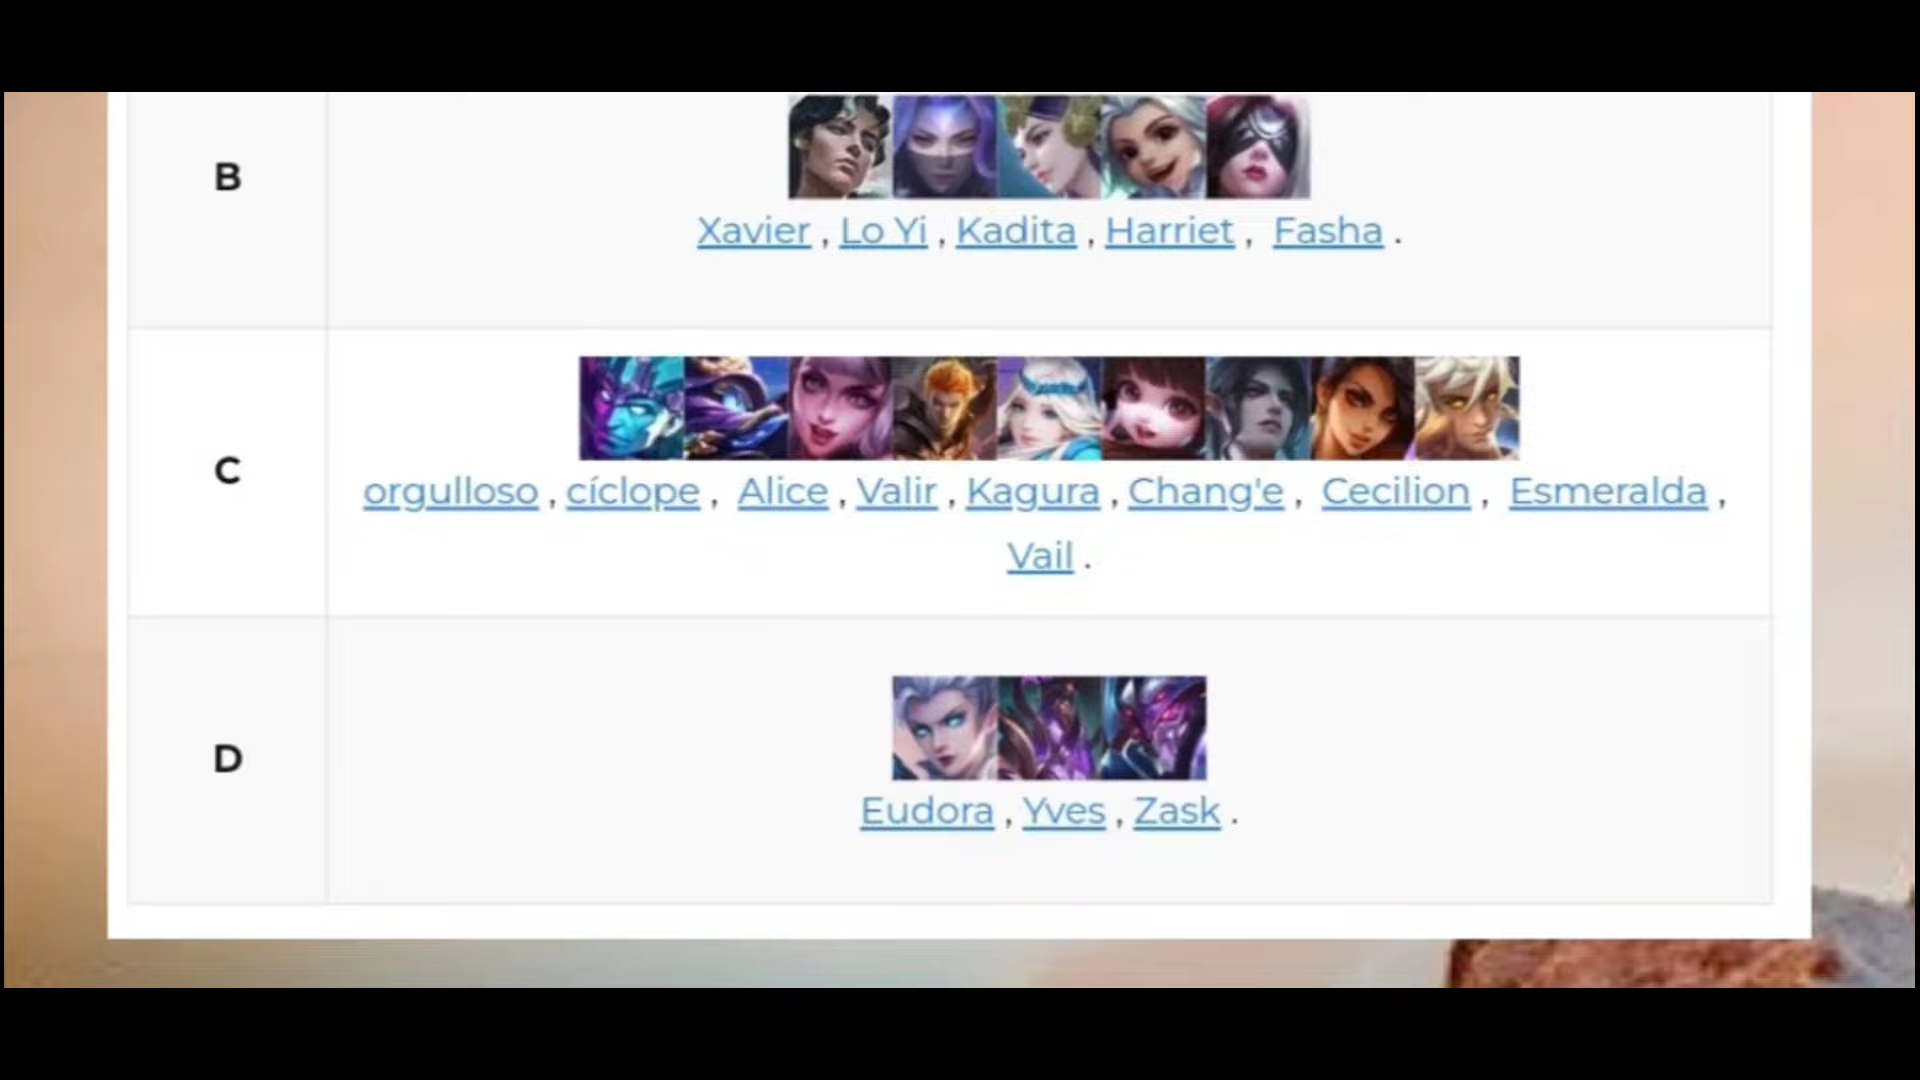 B
Xavier , Lo Yi , Kadita , Harriet , Fasha .
C
orgulloso , cíclope , Alice , Valir , Kagura , Chang'e , Cecilion , Esmeralda ,
Vail .
D
Eudora , Yves , Zask .